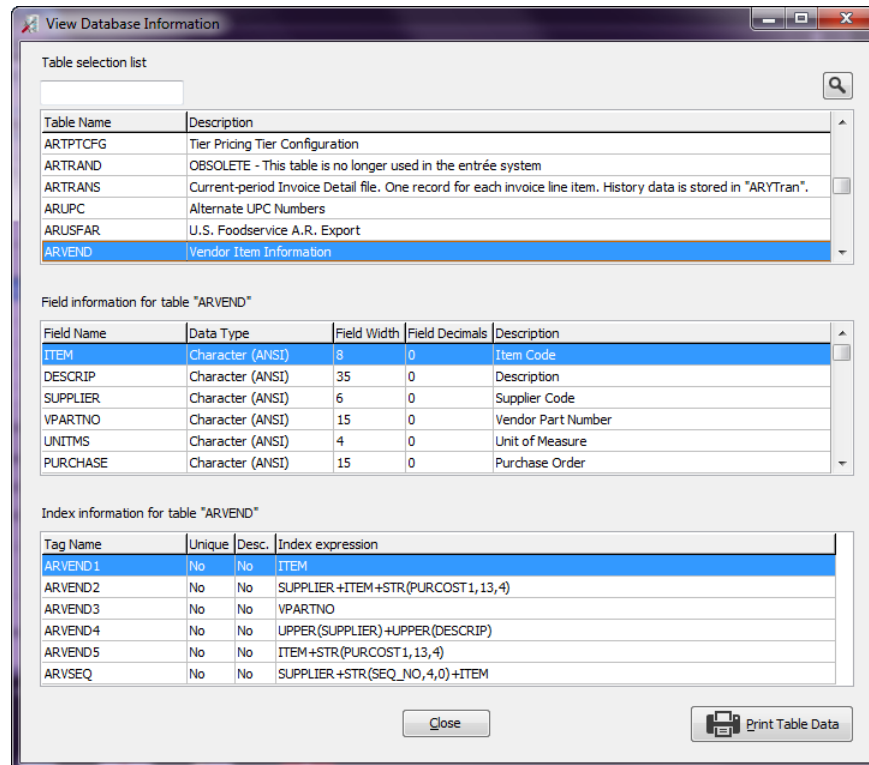 View Database Information
Table selection list
Table Name Description
ARTPTCFG Tier Pricing Tier Configuration
ARTRAND OBSOLETE - This table is no longer used in the entrée system
ARTRANS Current-period Invoice Detail file. One record for each invoice line item. History data is stored in "ARYTran".
ARUPC Alternate UPC Numbers
ARUSFAR U.S. Foodservice A.R. Export
ARVEND Vendor Item Information
Field information for table "ARVEND"
Field Name Data Type Field Width Field Decimals Description
ITEM Character (ANSI) 8 0 Item Code
DESCRIP Character (ANSI) 35 0 Description
SUPPLIER Character (ANSI) 6 0 Supplier Code
VPARTNO Character (ANSI) 15 0 Vendor Part Number
UNITMS Character (ANSI) 4 0 Unit of Measure
PURCHASE Character (ANSI) 15 0 Purchase Order
Index information for table "ARVEND"
Tag Name Unique Desc. Index expression
ARVEND1 No No ITEM
ARVEND2 No No SUPPLIER+ITEM+STR(PURCOST1,13,4)
ARVEND3 No No VPARTNO
ARVEND4 No No UPPER(SUPPLIER)+UPPER(DESCRIP)
ARVEND5 No No ITEM+STR(PURCOST1,13,4)
ARVSEQ No No SUPPLIER+STR(SEQ_NO,4,0)+ITEM
Close Print Table Data